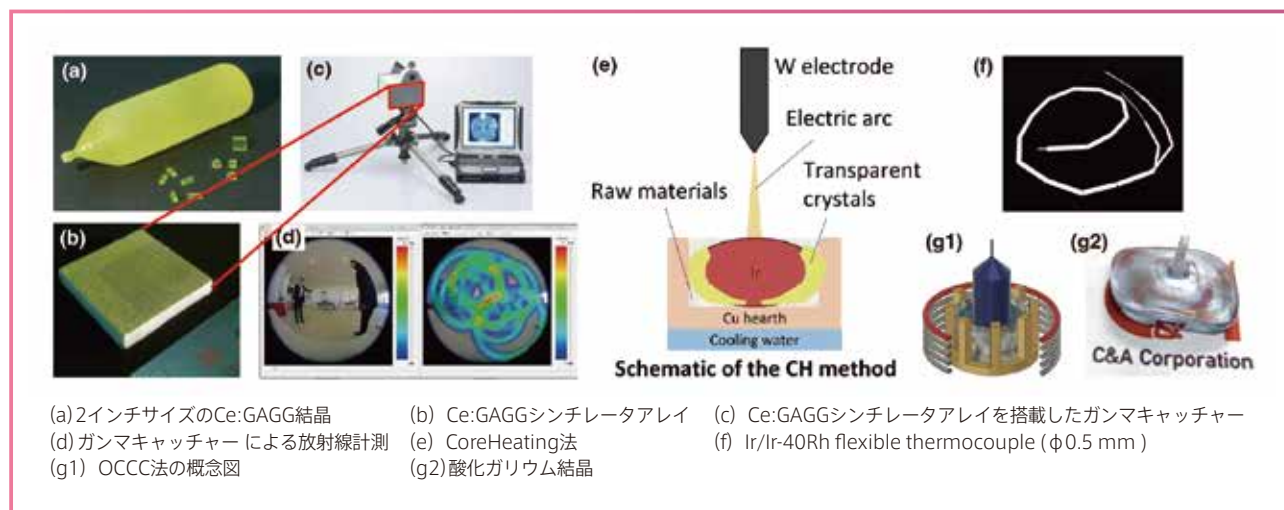 (a)
(c)
(e)
W electrode
(f)
Electric arc
Transparent
crystals
Raw materials
(b)
(d)
Ir
(g1)
(g2)
Cu hearth
Cooling water
C&A Corporation
Schematic of the CH method
(a)2インチサイズのCe:GAGG結晶
(b) Ce:GAGGシンチレータアレイ
(c) Ce:GAGGシンチレータアレイを搭載したガンマキャッチャー
(d)ガンマキャッチャー による放射線計測
(e) CoreHeating法
(f) Ir/Ir-40Rh flexible thermocouple (φ0.5 mm )
(g1) OCCC法の概念図
(g2)酸化ガリウム結晶